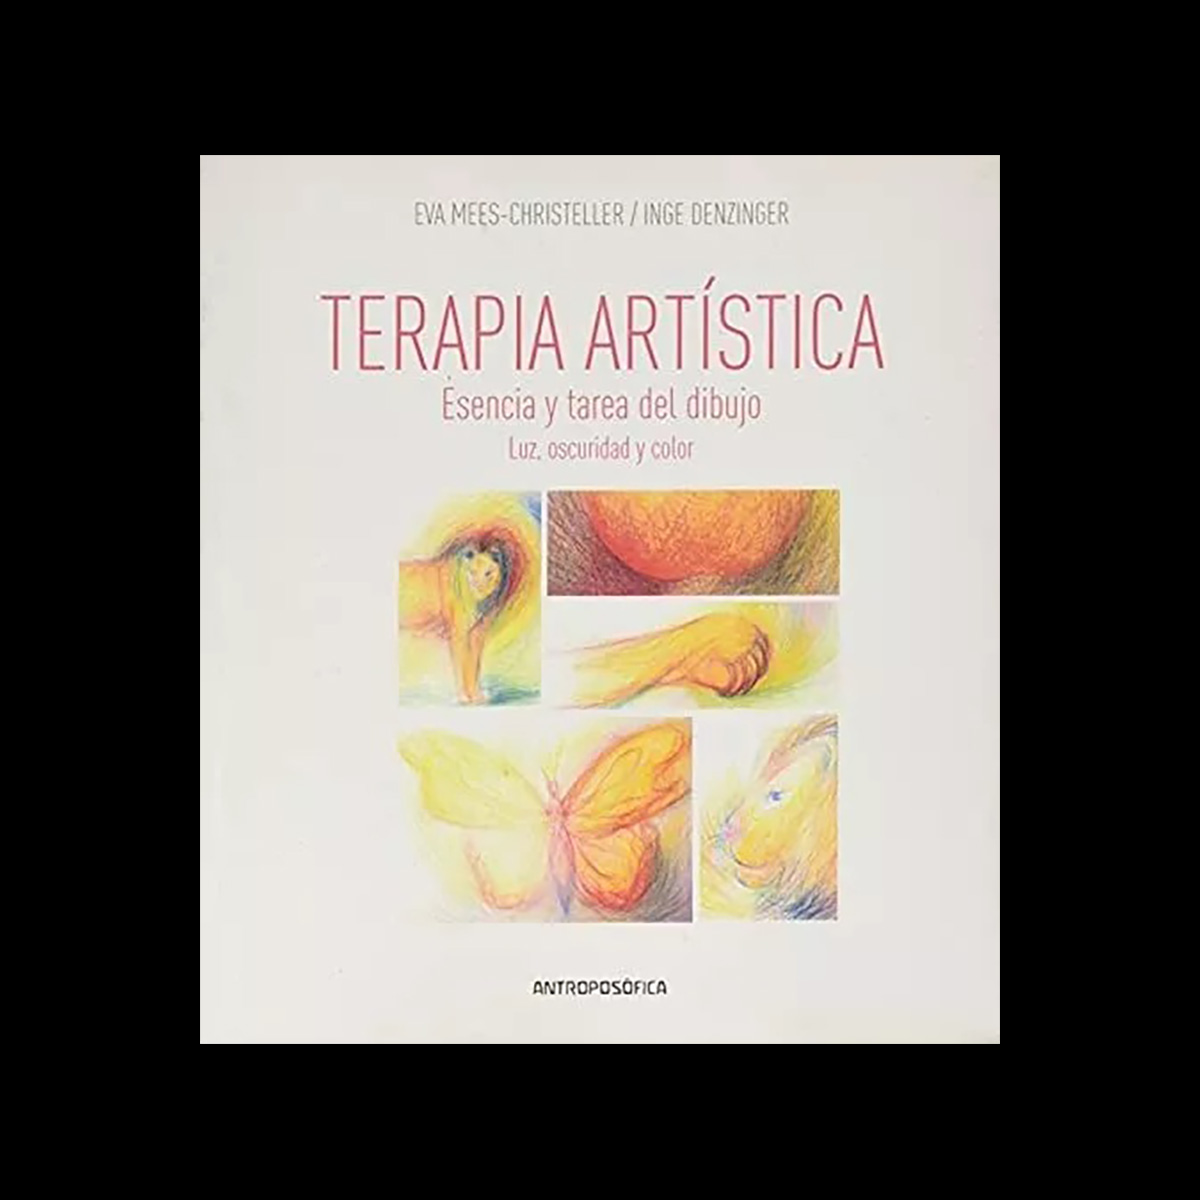 EVA MEES-CHRISTELLER / INGE DENZINGER
TERAPIA ARTÍSTICA
Esencia y tarea del dibujo
Luz, oscuridad y color
ANTROPOSÓFICA